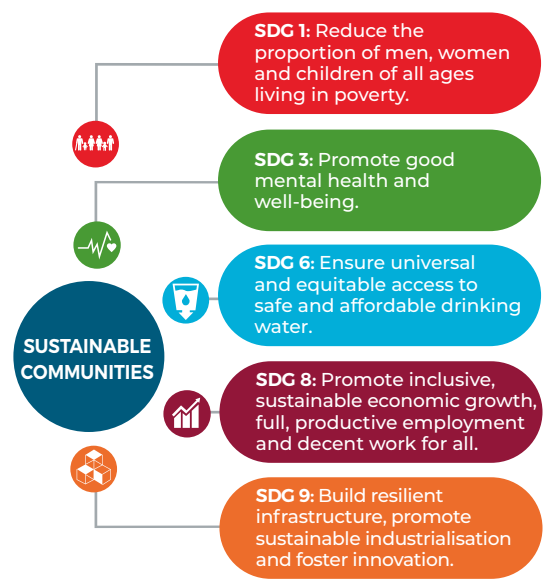 SDG 1: Reduce the
proportion of men, women
and children of all ages
living in poverty.
SDG 3: Promote good
mental health and
well-being.
SDG 6: Ensure universal
and equitable access to
safe and affordable drinking
water.
SUSTAINABLE
COMMUNITIES
SDG 8: Promote inclusive,
sustainable economic growth,
full, productive employment
and decent work for all.
SDG 9: Build resilient
infrastructure, promote
sustainable industrialisation
and foster innovation.